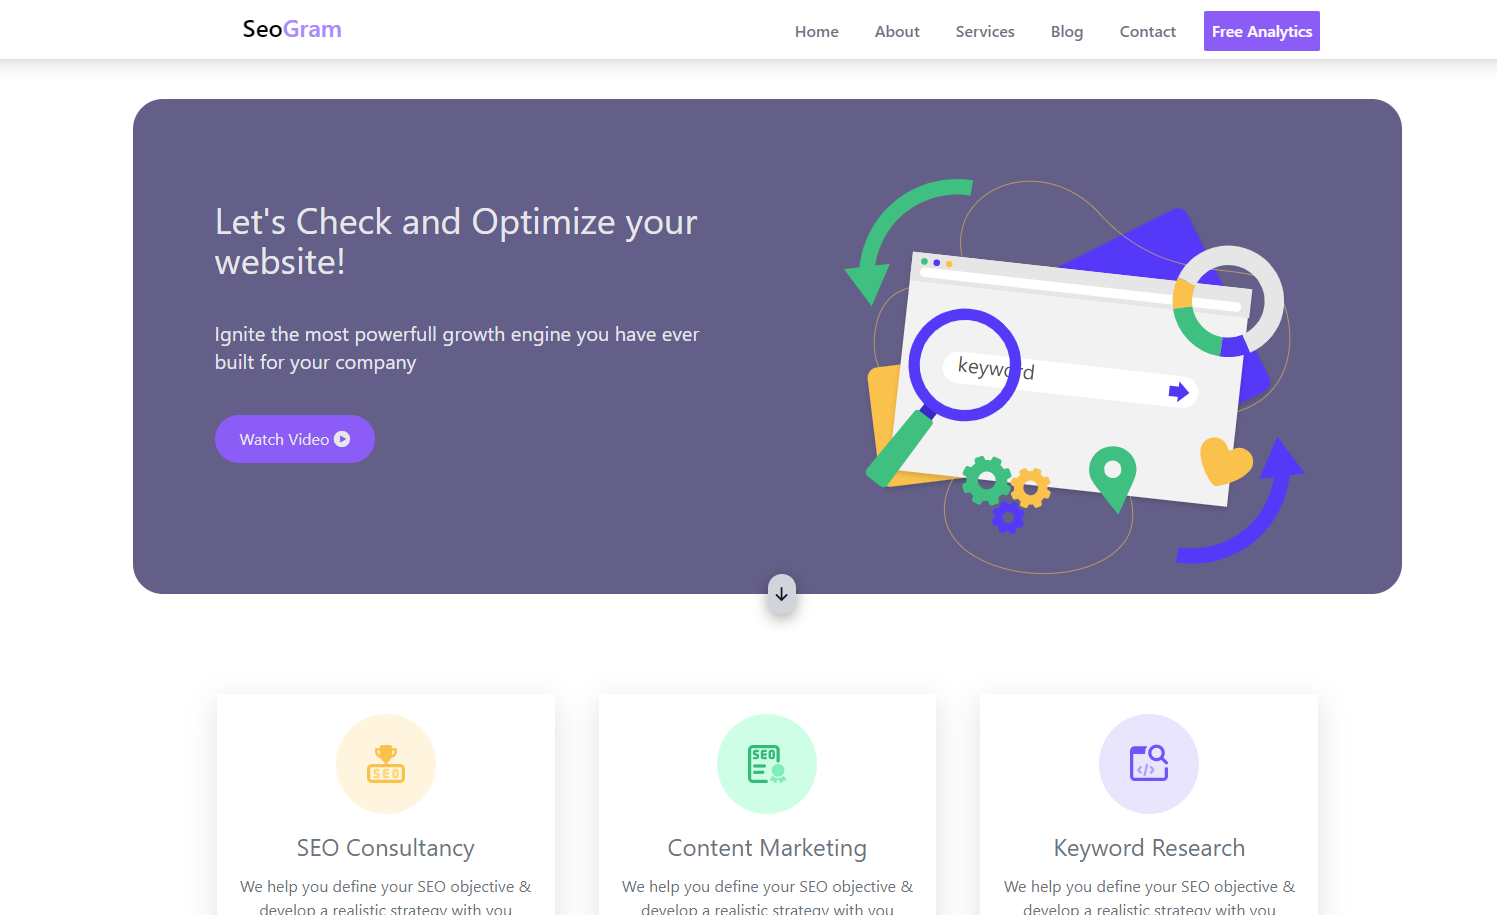 SeoGram
Home
About
Services
Blog
Contact
Free Analytics
Let's Check and Optimize your
website!
Ignite the most powerfull growth engine you have ever
built for your company
Watch Video
keyword
SEO
SEO
</>
SEO Consultancy
Content Marketing
Keyword Research
We help you define your SEO objective &
develop a realistic strategy with you
We help you define your SEO objective &
develop a realistic strategy with you
We help you define your SEO objective &
develop a realistic strategy with you